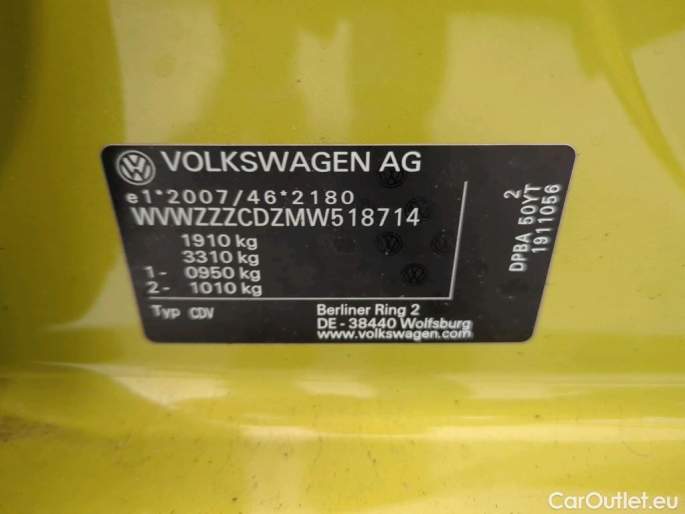 VOLKSWAGEN AG
e1*2007/46*2180
WVWZZZCDZMW518714
1910 kg
3310 kg
1- 0950 kg
2- 1010 kg
Typ CDV
Berliner Ring 2
DE - 38440 Wolfsburg
www.volkswagen.com
2
DPBA 50YT
1911056
CarOutlet.eu